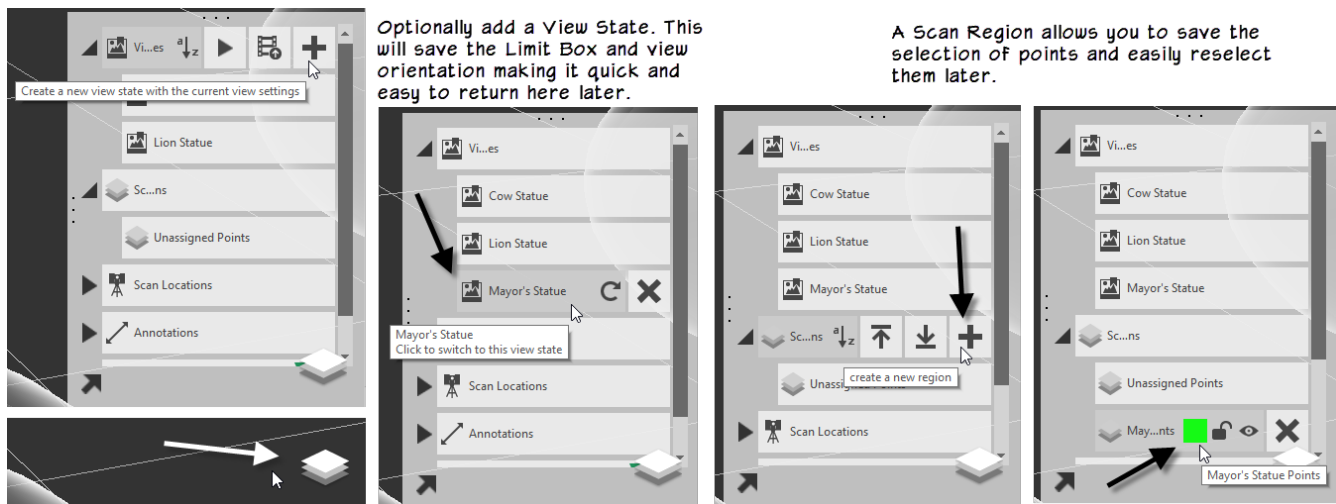 Vi...es
a
z
Create a new view state with the current view settings
Lion Statue
Sc...ns
Unassigned Points
Scan Locations
Annotations
Optionally add a View State. This
will save the Limit Box and view
orientation making it quick and
easy to return here later.
Vi...es
Cow Statue
Lion Statue
Mayor's Statue
Mayor's Statue
Click to switch to this view state
Scan Locations
Annotations
A Scan Region allows you to save the
selection of points and easily reselect
them later.
Vi...es
Cow Statue
Lion Statue
Mayor's Statue
Sc...ns
a
z
create a new region
Scan Locations
Vi...es
Cow Statue
Lion Statue
Mayor's Statue
Sc...ns
Unassigned Points
May...nts
Mayor's Statue Points